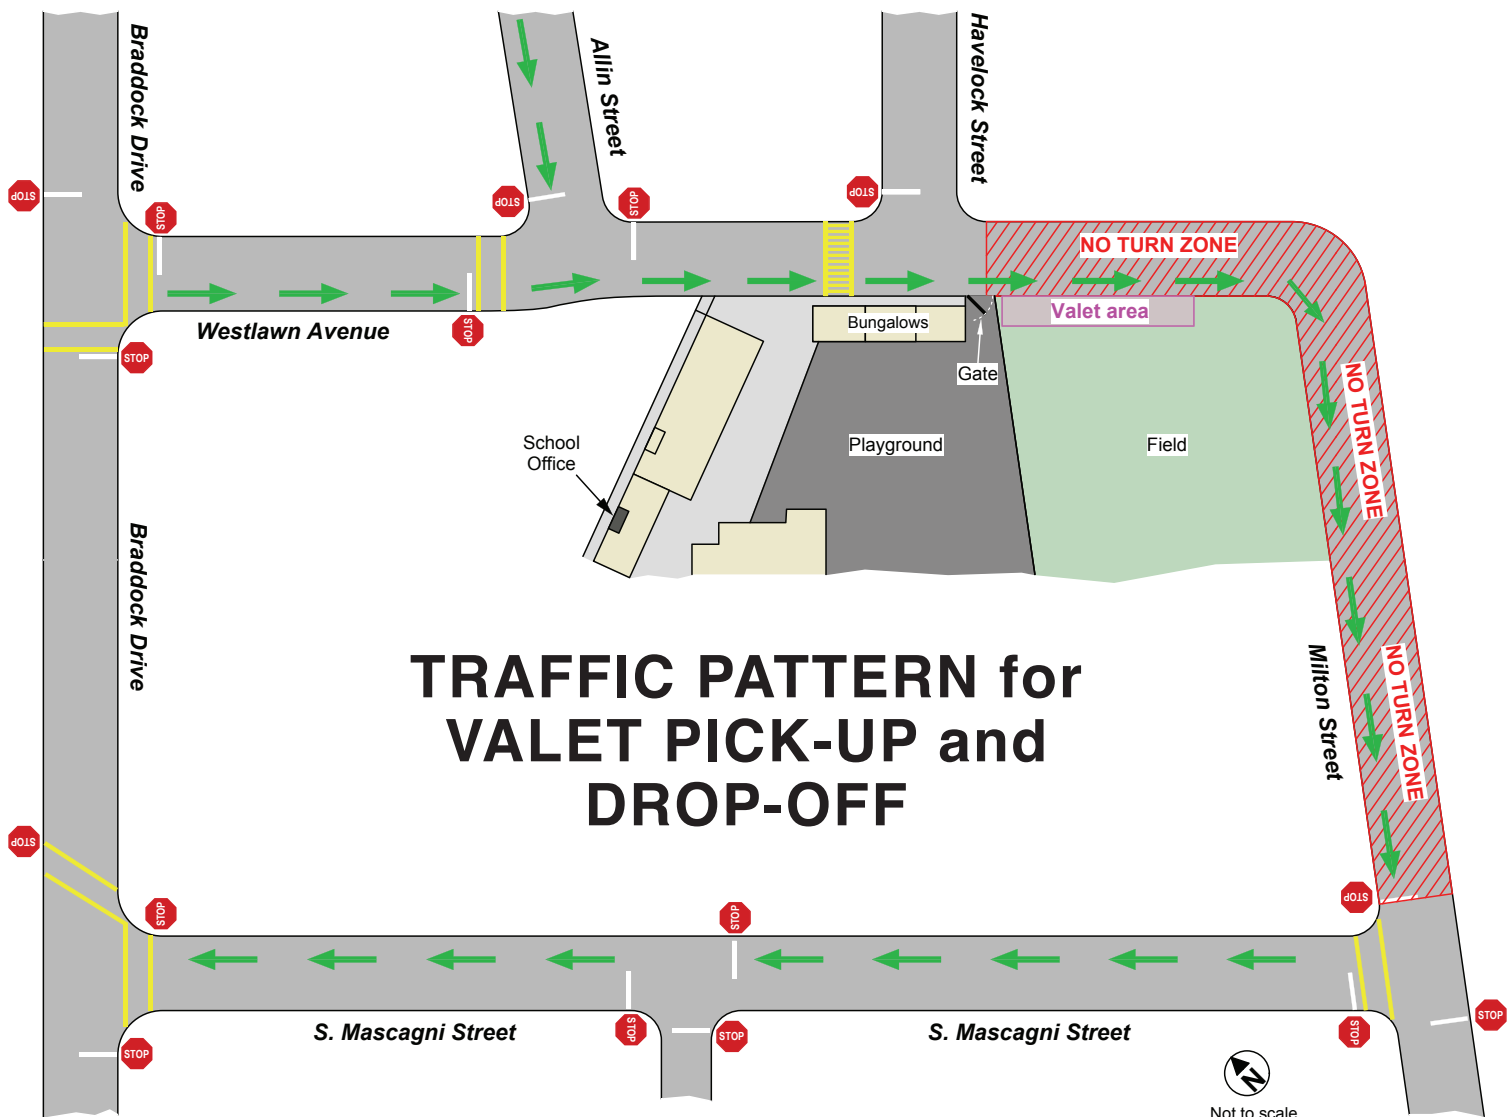 Braddock Drive
Allin Street
Havelock Street
STOP
STOP
STOP
STOP
STOP
NO TURN ZONE
Valet area
Westlawn Avenue
STOP
STOP
Bungalows
Gate
NO TURN ZONE
School
Office
Playground
Field
Braddock Drive
TRAFFIC PATTERN for
VALET PICK-UP and
DROP-OFF
Milton Street
NO TURN ZONE
STOP
STOP
STOP
STOP
S. Mascagni Street
S. Mascagni Street
STOP
STOP
STOP
STOP
STOP
N
Not to scale